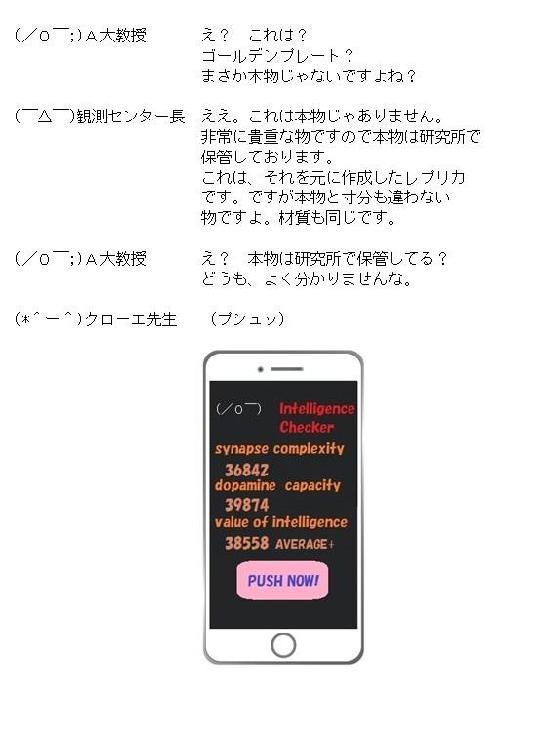 (／０￣;)Ａ大教授　え？　これは？
ゴールデンプレート？
まさか本物じゃないですよね？
(￣△￣)観測センター長　ええ。これは本物じゃありません。
非常に貴重な物ですので本物は研究所で
保管しております。
これは、それを元に作成したレプリカ
です。ですが本物と寸分も違わない
物ですよ。材質も同じです。
(／０￣;)Ａ大教授　え？　本物は研究所で保管してる？
どうも、よく分かりませんな。
(*＾ー＾)クローエ先生　（プシュッ）
(／０￣)　Intelligence
Checker
synapse complexity
36842
dopamine capacity
39874
value of intelligence
38558 AVERAGE+
PUSH NOW!